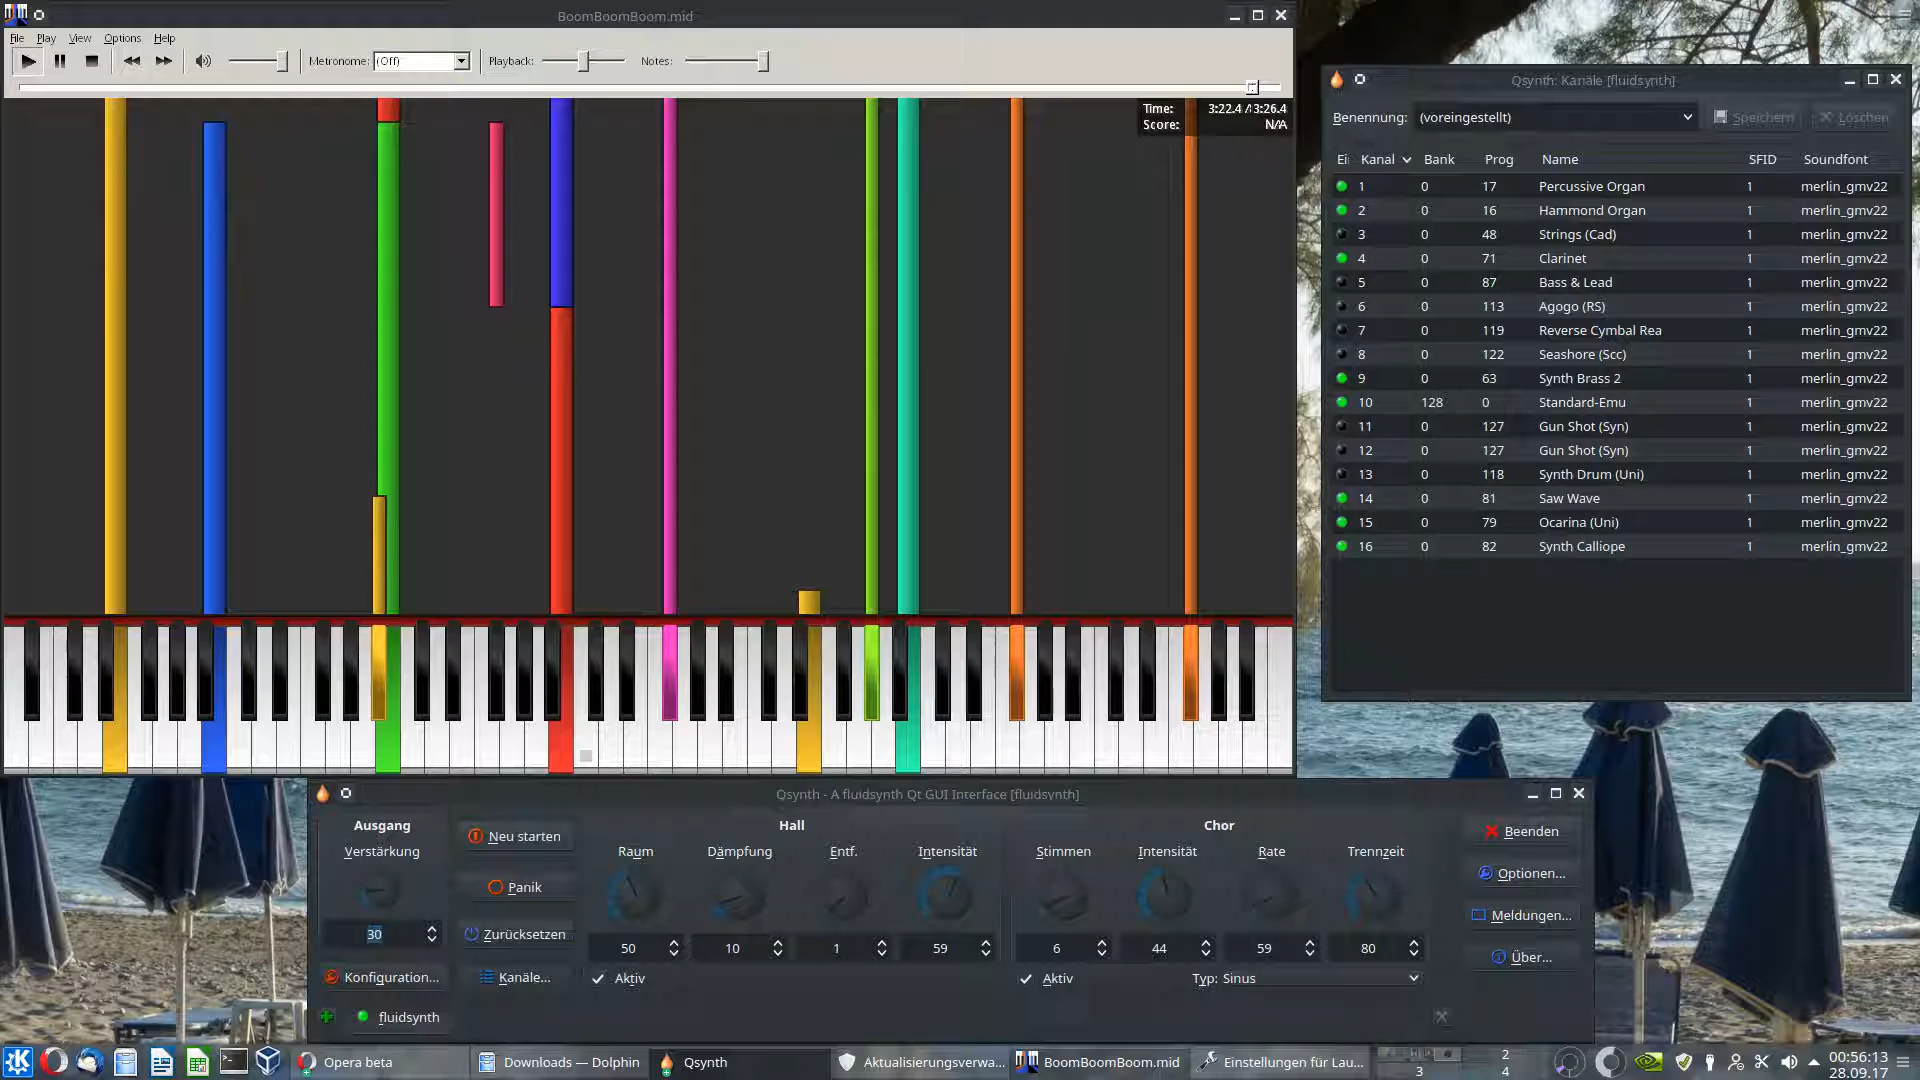 BoomBoomBoom.mid
File Play View Options Help
Metronome: (Off) Playback: Notes:
Time: 3:22.4 / 3:26.4
Score: N/A
Qsynth: Kanäle [fluidsynth]
Benennung: (voreingestellt) Speichern Löschen
Ei Kanal Bank Prog Name SFID Soundfont
1 0 17 Percussive Organ 1 merlin_gmv22
2 0 16 Hammond Organ 1 merlin_gmv22
3 0 48 Strings (Cad) 1 merlin_gmv22
4 0 71 Clarinet 1 merlin_gmv22
5 0 87 Bass & Lead 1 merlin_gmv22
6 0 113 Agogo (RS) 1 merlin_gmv22
7 0 119 Reverse Cymbal Rea 1 merlin_gmv22
8 0 122 Seashore (Scc) 1 merlin_gmv22
9 0 63 Synth Brass 2 1 merlin_gmv22
10 128 0 Standard-Emu 1 merlin_gmv22
11 0 127 Gun Shot (Syn) 1 merlin_gmv22
12 0 127 Gun Shot (Syn) 1 merlin_gmv22
13 0 118 Synth Drum (Uni) 1 merlin_gmv22
14 0 81 Saw Wave 1 merlin_gmv22
15 0 79 Ocarina (Uni) 1 merlin_gmv22
16 0 82 Synth Calliope 1 merlin_gmv22
Qsynth - A fluidsynth Qt GUI Interface [fluidsynth]
Ausgang
Verstärkung
30
Konfiguration...
fluidsynth
Neu starten
Panik
Zurücksetzen
Kanäle...
Hall
Raum Dämpfung Entf. Intensität
50 10 1 59
Aktiv
Chor
Stimmen Intensität Rate Trennzeit
6 44 59 80
Aktiv Typ: Sinus
Beenden
Optionen...
Meldungen...
Über...
Opera beta Downloads — Dolphin Qsynth Aktualisierungsverwa... BoomBoomBoom.mid Einstellungen für Lau...
2
3 4
00:56:13
28.09.17